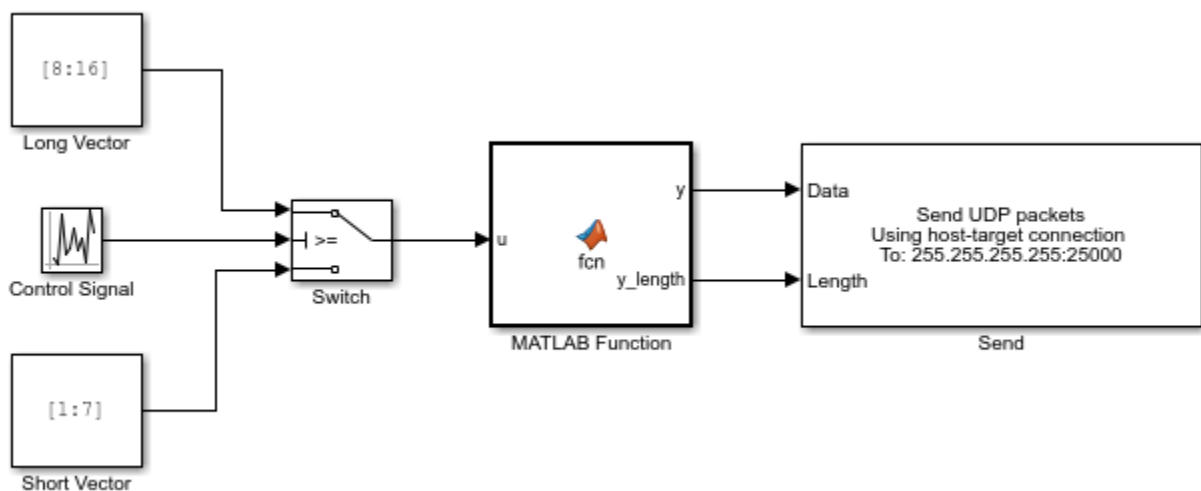 [8:16]
Long Vector
Control Signal
>=
Switch
[1:7]
Short Vector
u
fcn
y
y_length
MATLAB Function
Data
Length
Send UDP packets
Using host-target connection
To: 255.255.255.255:25000
Send